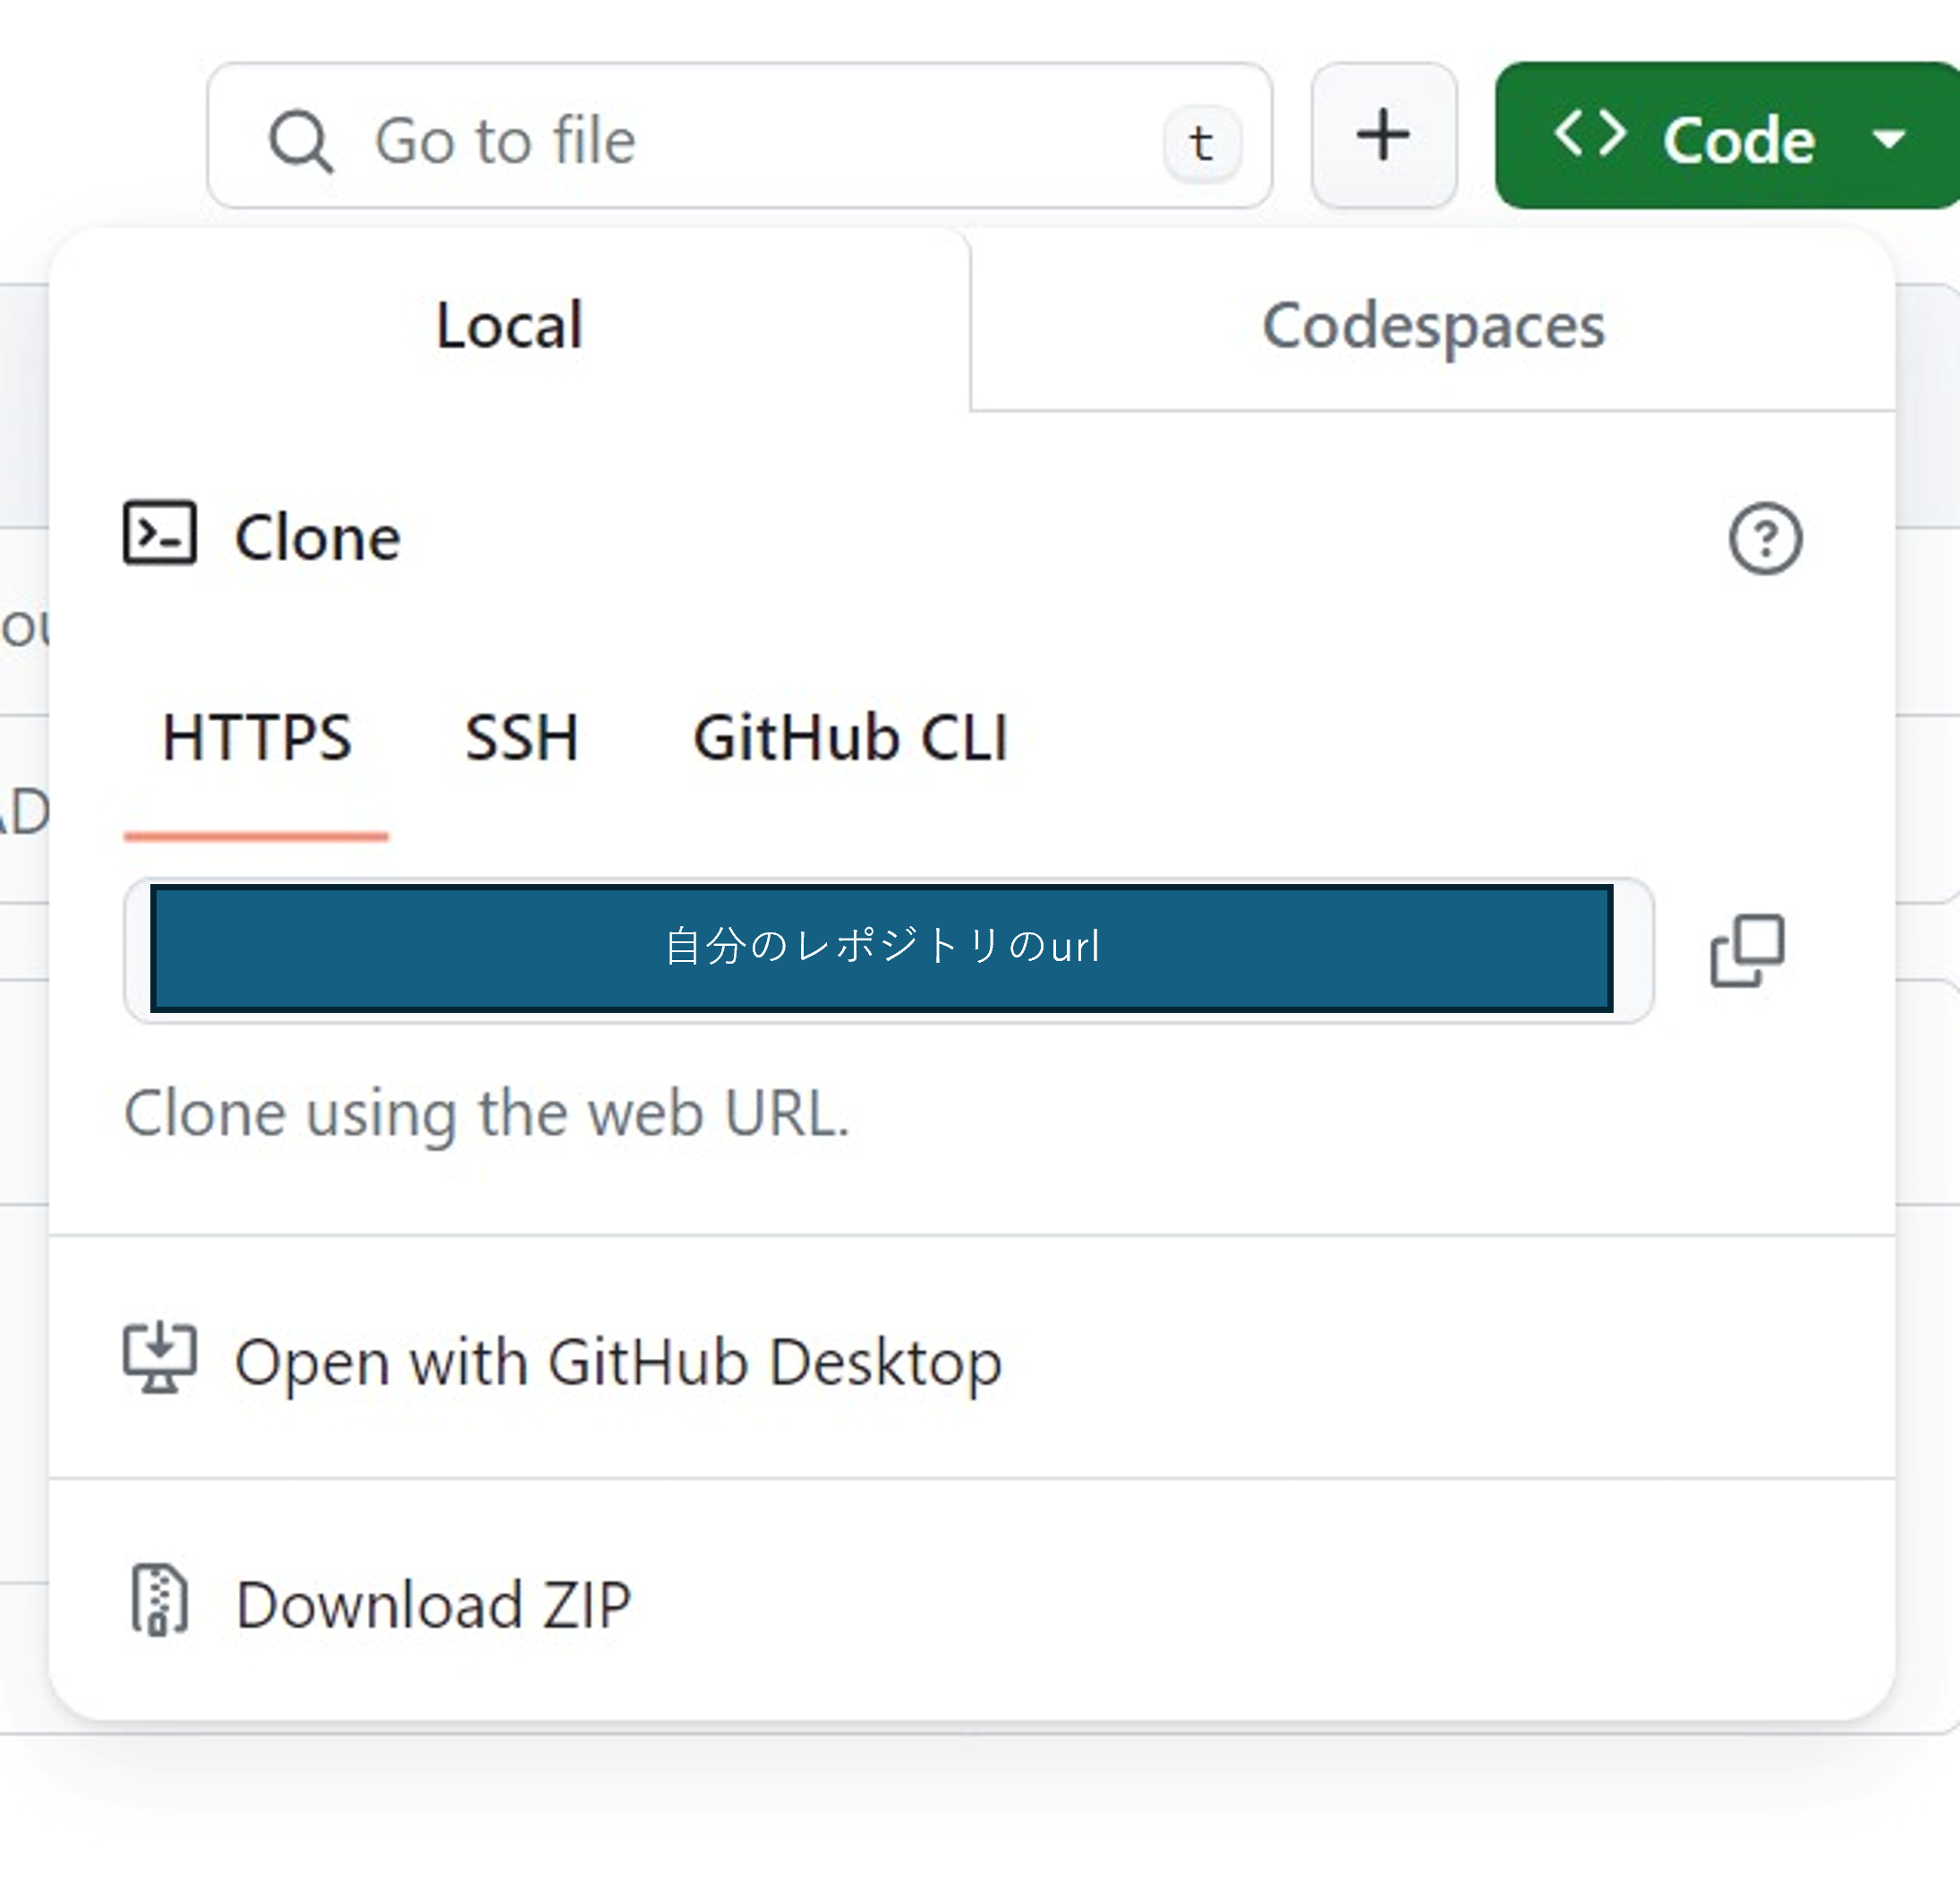 Go to file t + <> Code
Local Codespaces
Clone
ou
HTTPS SSH GitHub CLI
AD
自分のレポジトリのurl
Clone using the web URL.
Open with GitHub Desktop
Download ZIP